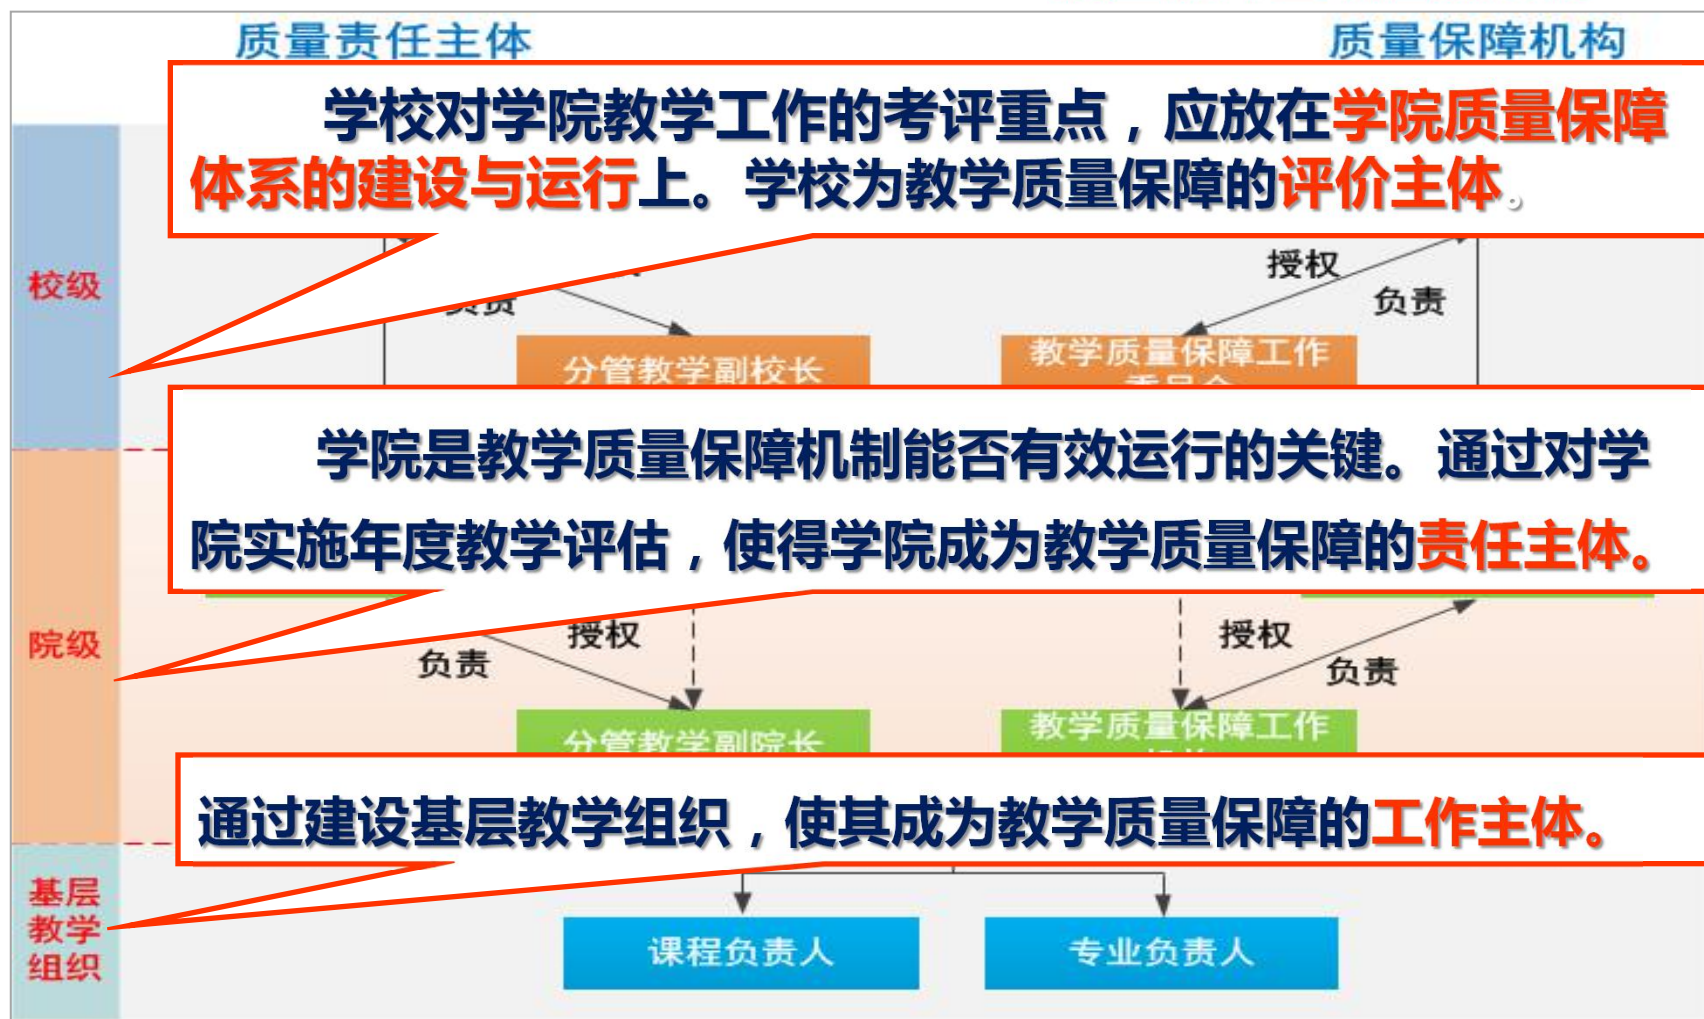 质量责任主体
质量保障机构
学校对学院教学工作的考评重点，应放在学院质量保障
体系的建设与运行上。学校为教学质量保障的评价主体。
授权
负责
校级
负责
分管教学副校长
教学质量保障工作
学院是教学质量保障机制能否有效运行的关键。通过对学
院实施年度教学评估，使得学院成为教学质量保障的责任主体。
院级
授权
负责
授权
负责
分管教学副院长
教学质量保障工作
通过建设基层教学组织，使其成为教学质量保障的工作主体。
基层
教学
组织
课程负责人
专业负责人